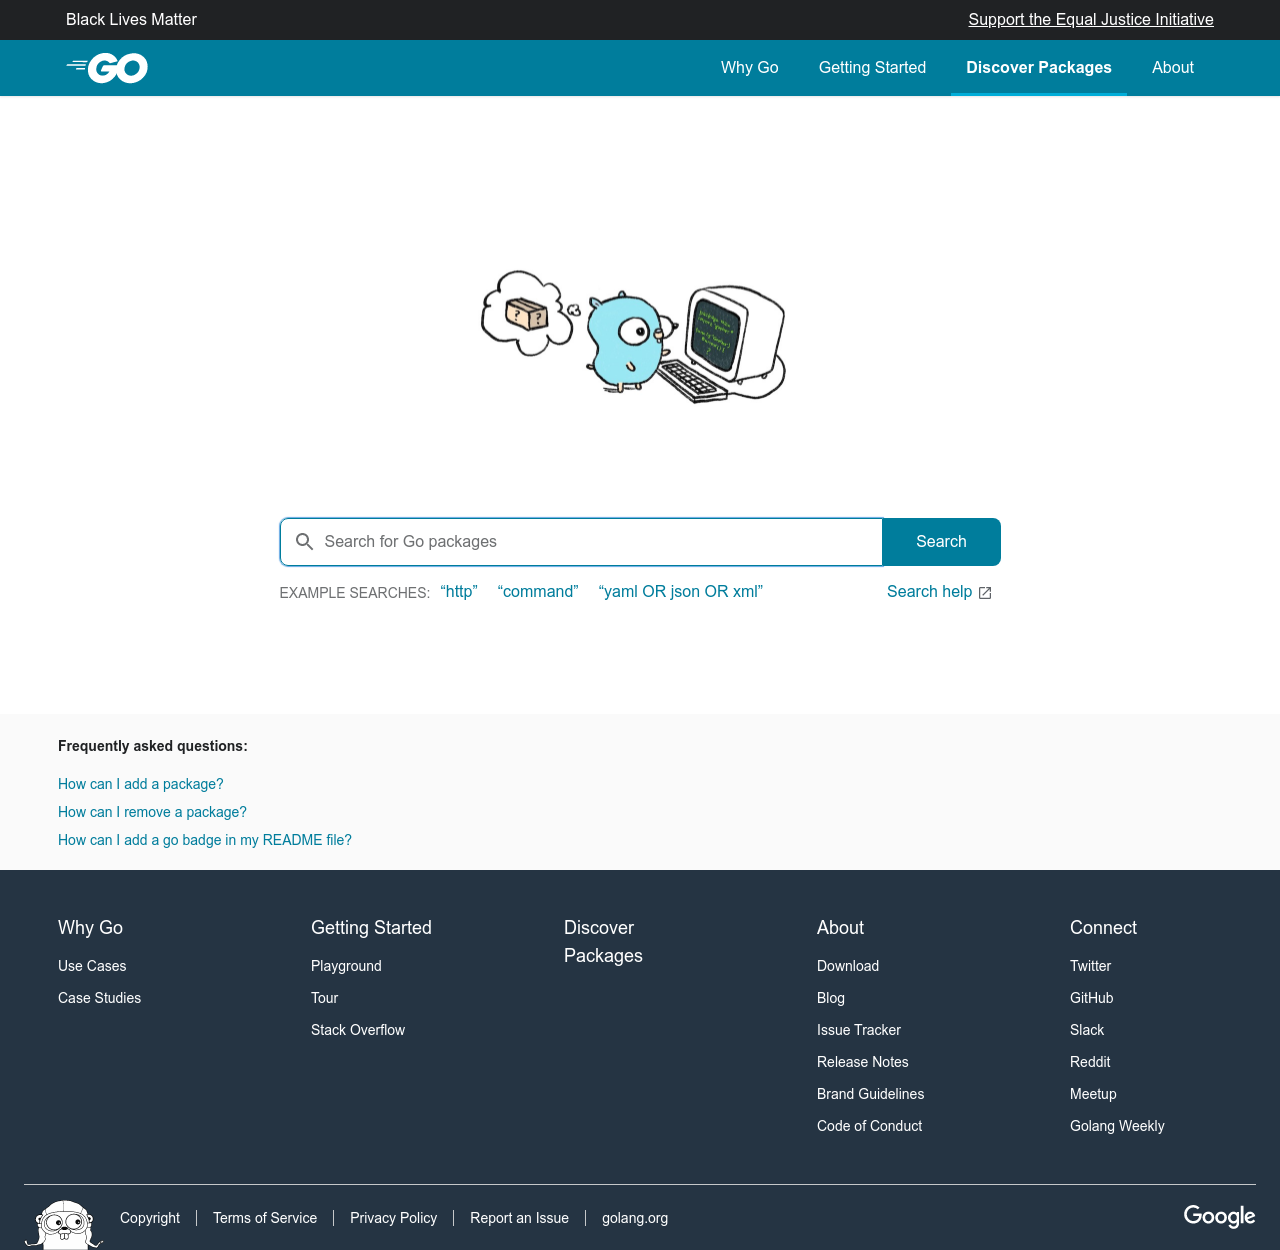 Black Lives Matter
Support the Equal Justice Initiative
GO
Why Go
Getting Started
Discover Packages
About
? ?
Search for Go packages
Search
EXAMPLE SEARCHES: “http” “command” “yaml OR json OR xml”
Search help
Frequently asked questions:
How can I add a package?
How can I remove a package?
How can I add a go badge in my README file?
Why Go
Use Cases
Case Studies
Getting Started
Playground
Tour
Stack Overflow
Discover
Packages
About
Download
Blog
Issue Tracker
Release Notes
Brand Guidelines
Code of Conduct
Connect
Twitter
GitHub
Slack
Reddit
Meetup
Golang Weekly
Copyright
Terms of Service
Privacy Policy
Report an Issue
golang.org
Google